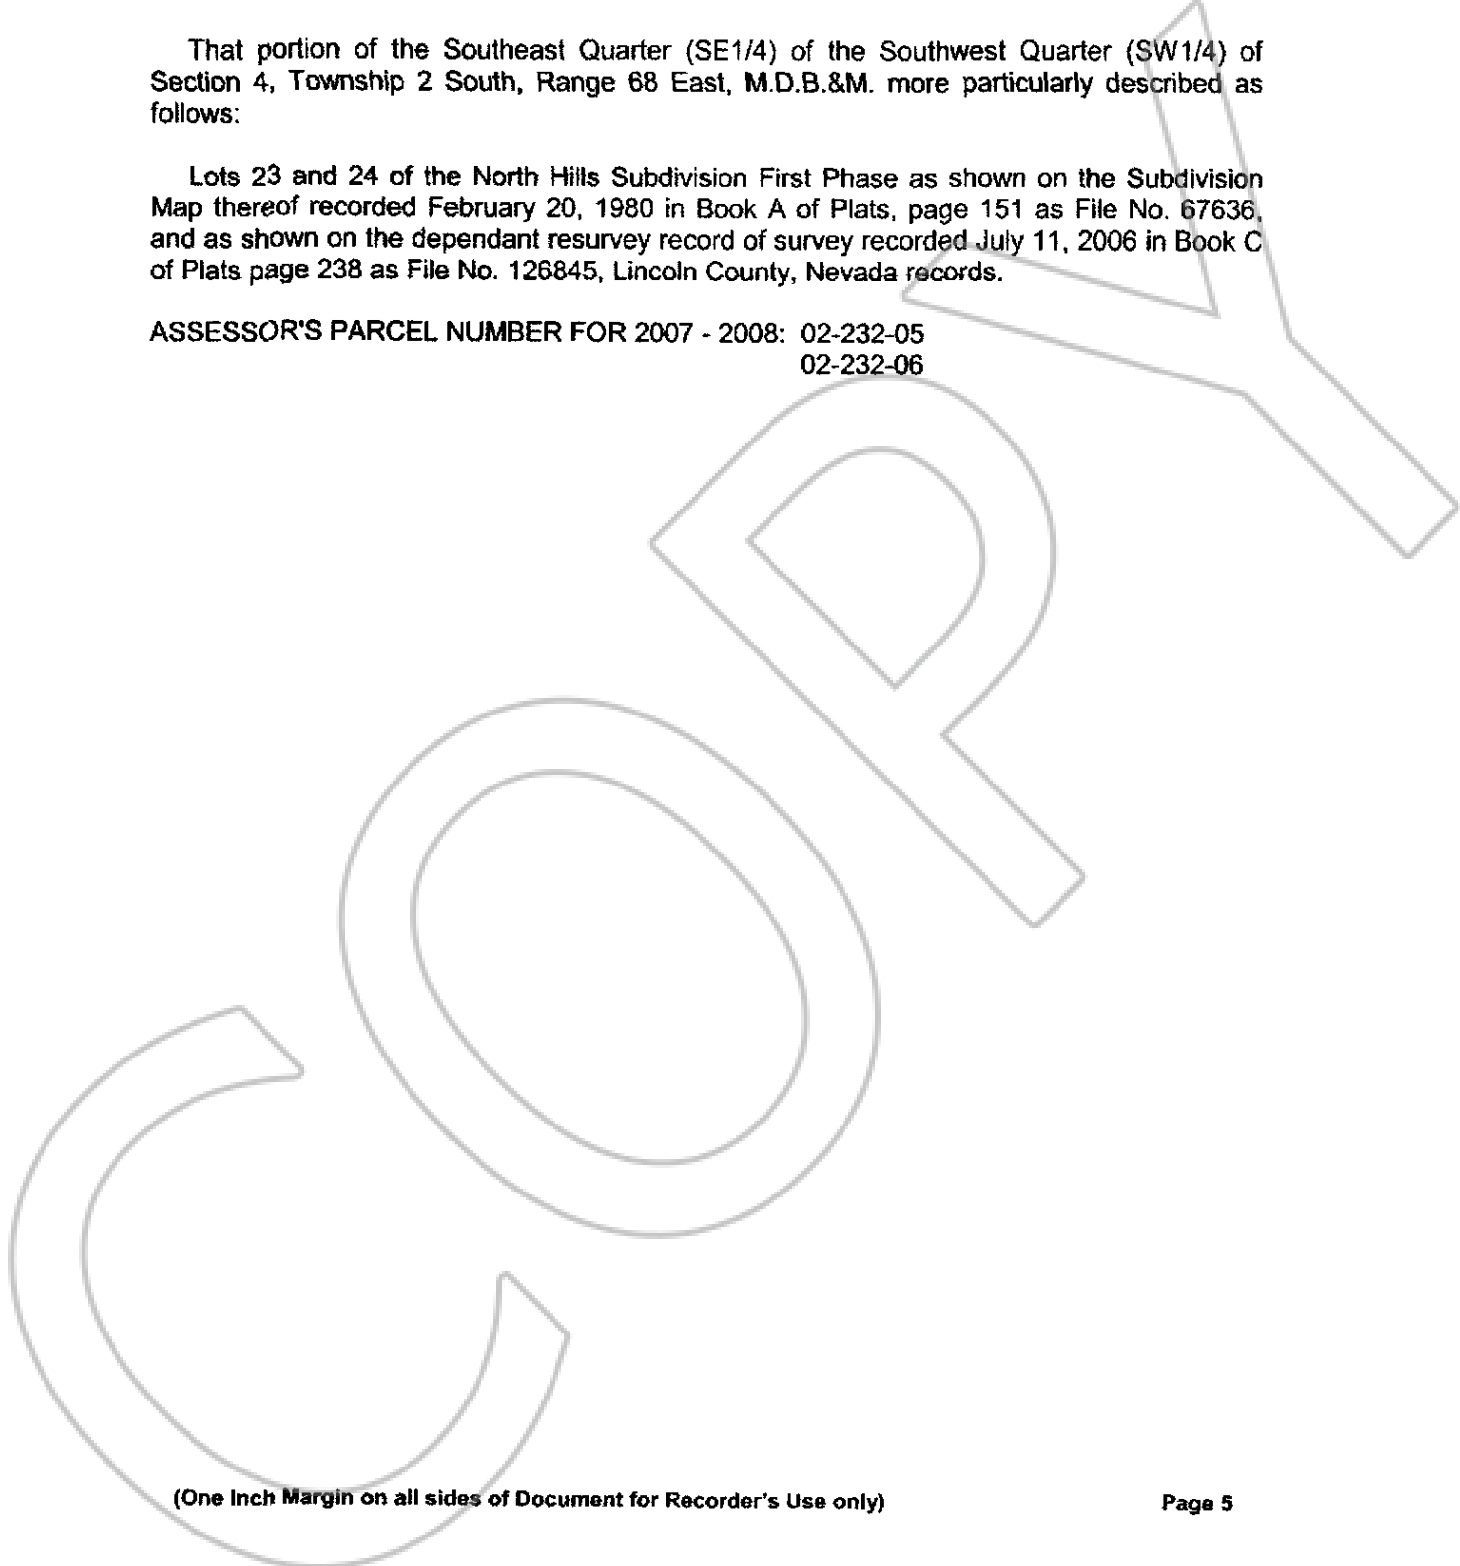 That portion of the Southeast Quarter (SE1/4) of the Southwest Quarter (SW1/4) of
Section 4, Township 2 South, Range 68 East, M.D.B.&M. more particularly described as
follows:
Lots 23 and 24 of the North Hills Subdivision First Phase as shown on the Subdivision
Map thereof recorded February 20, 1980 in Book A of Plats, page 151 as File No. 67636,
and as shown on the dependant resurvey record of survey recorded July 11, 2006 in Book C
of Plats page 238 as File No. 126845, Lincoln County, Nevada records.
ASSESSOR'S PARCEL NUMBER FOR 2007 - 2008: 02-232-05
02-232-06
COPY
(One Inch Margin on all sides of Document for Recorder's Use only) Page 5